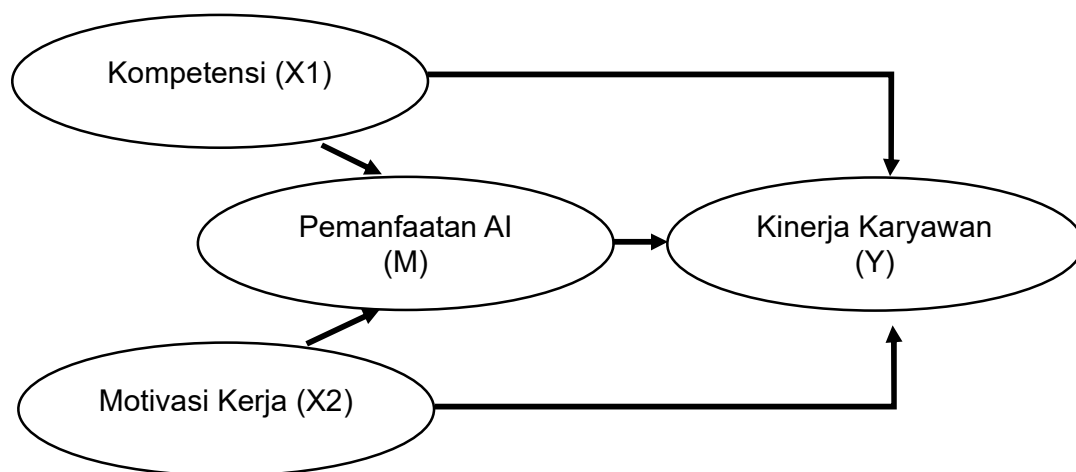 Kompetensi (X1)
Pemanfaatan AI
(M)
Kinerja Karyawan
(Y)
Motivasi Kerja (X2)